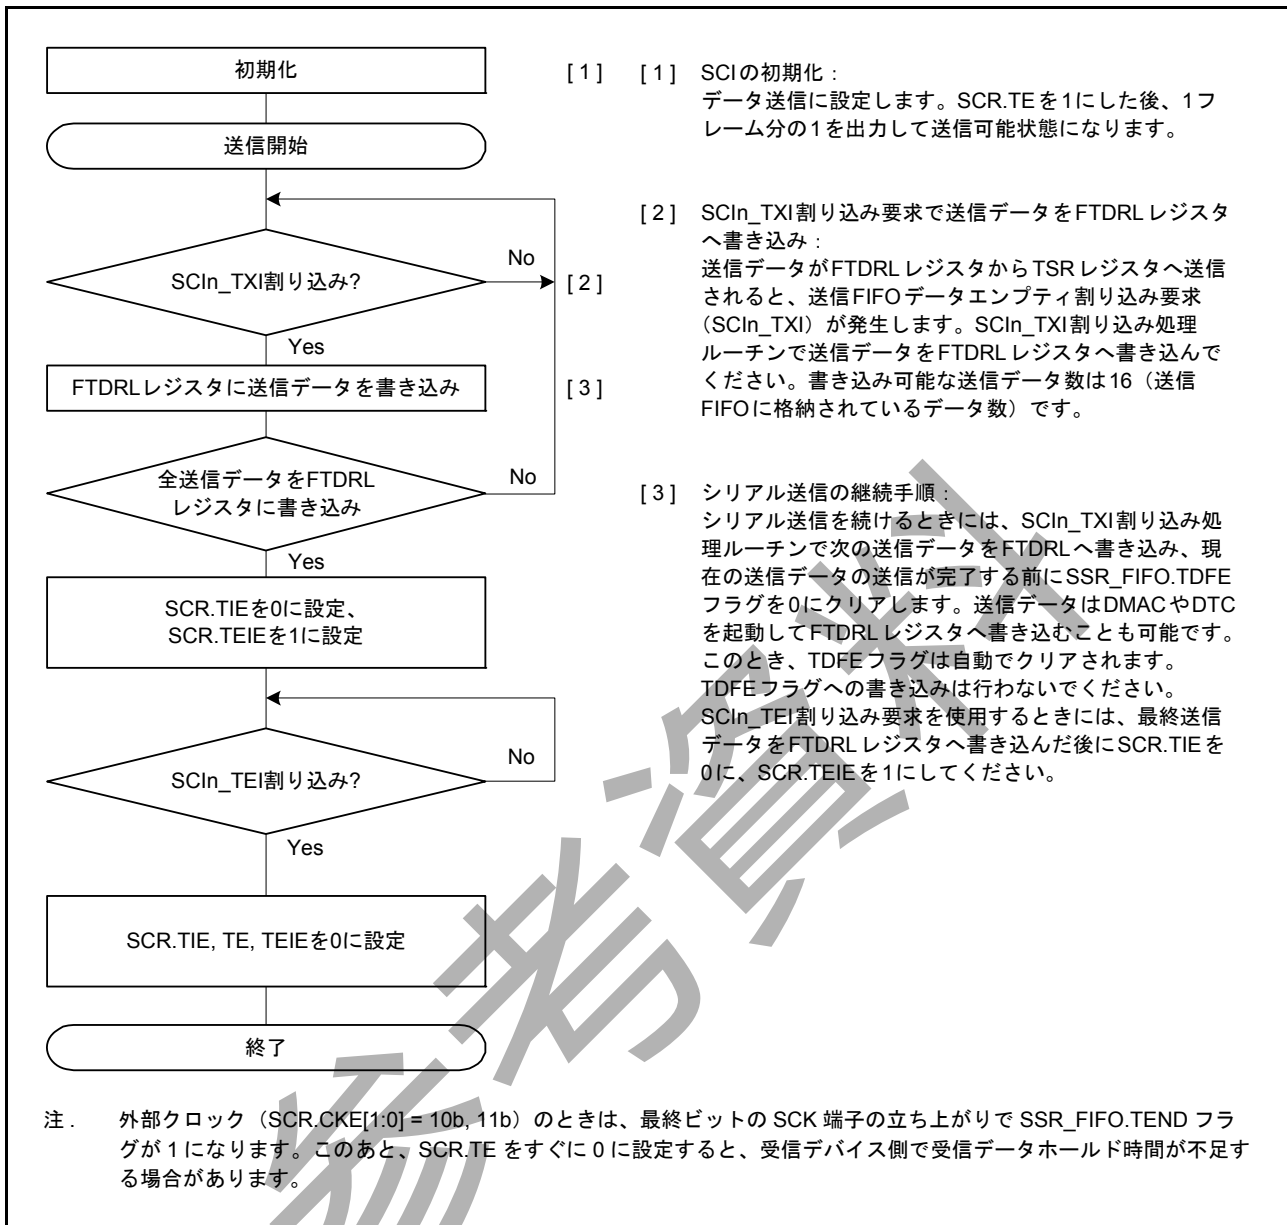 初期化
[ 1 ]
送信開始
SCIn_TXI割り込み?
No
[ 2 ]
Yes
FTDRLレジスタに送信データを書き込み
[ 3 ]
全送信データをFTDRL
レジスタに書き込み
No
Yes
SCR.TIEを0に設定、
SCR.TEIEを1に設定
SCIn_TEI割り込み?
No
Yes
SCR.TIE, TE, TEIEを0に設定
終了
[ 1 ] SCIの初期化：
データ送信に設定します。SCR.TEを1にした後、1フ
レーム分の1を出力して送信可能状態になります。
[ 2 ] SCIn_TXI割り込み要求で送信データをFTDRLレジスタ
へ書き込み：
送信データがFTDRLレジスタからTSRレジスタへ送信
されると、送信FIFOデータエンプティ割り込み要求
（SCIn_TXI）が発生します。SCIn_TXI割り込み処理
ルーチンで送信データをFTDRLレジスタへ書き込んで
ください。書き込み可能な送信データ数は16（送信
FIFOに格納されているデータ数）です。
[ 3 ] シリアル送信の継続手順：
シリアル送信を続けるときには、SCIn_TXI割り込み処
理ルーチンで次の送信データをFTDRLへ書き込み、現
在の送信データの送信が完了する前にSSR_FIFO.TDFE
フラグを0にクリアします。送信データはDMACやDTC
を起動してFTDRLレジスタへ書き込むことも可能です。
このとき、TDFEフラグは自動でクリアされます。
TDFEフラグへの書き込みは行わないでください。
SCIn_TEI割り込み要求を使用するときには、最終送信
データをFTDRLレジスタへ書き込んだ後にSCR.TIEを
0に、SCR.TEIEを1にしてください。
注． 外部クロック（SCR.CKE[1:0] = 10b, 11b）のときは、最終ビットの SCK 端子の立ち上がりで SSR_FIFO.TEND フラ
グが 1 になります。このあと、SCR.TE をすぐに 0 に設定すると、受信デバイス側で受信データホールド時間が不足す
る場合があります。
参考資料